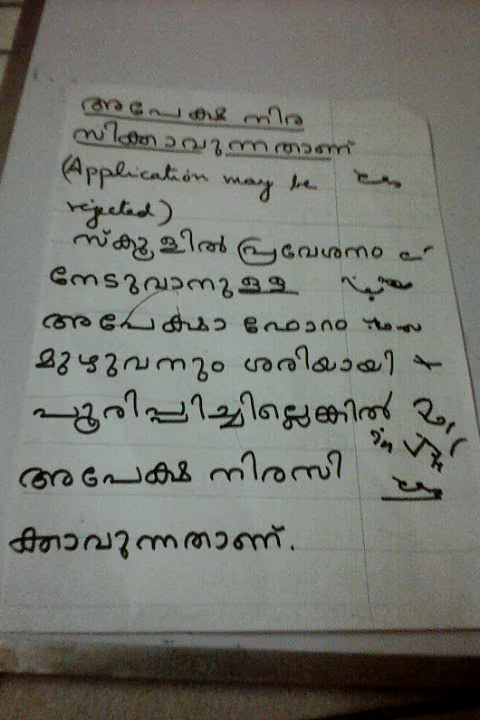 അപേക്ഷ നിര
സിക്കാവുന്നതാണ്
(Application may be
rejected)
സ്കൂളിൽ പ്രവേശനം
നേടുവാനുള്ള
അപേക്ഷാ ഫോറം
മുഴുവനും ശരിയായി
പൂരിപ്പിച്ചില്ലെങ്കിൽ
അപേക്ഷ നിരസി
ക്കാവുന്നതാണ്.